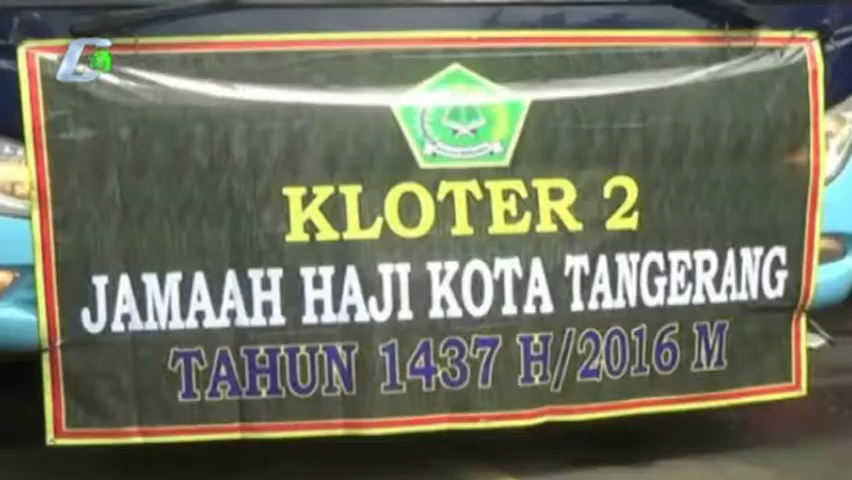 KLOTER 2
JAMAAH HAJI KOTA TANGERANG
TAHUN 1437 H/2016 M